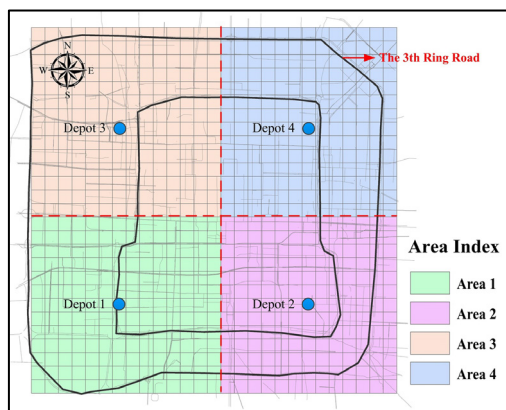 The 3th Ring Road
N
W E
S
Depot 3
Depot 4
Area Index
Depot 1
Depot 2
Area 1
Area 2
Area 3
Area 4